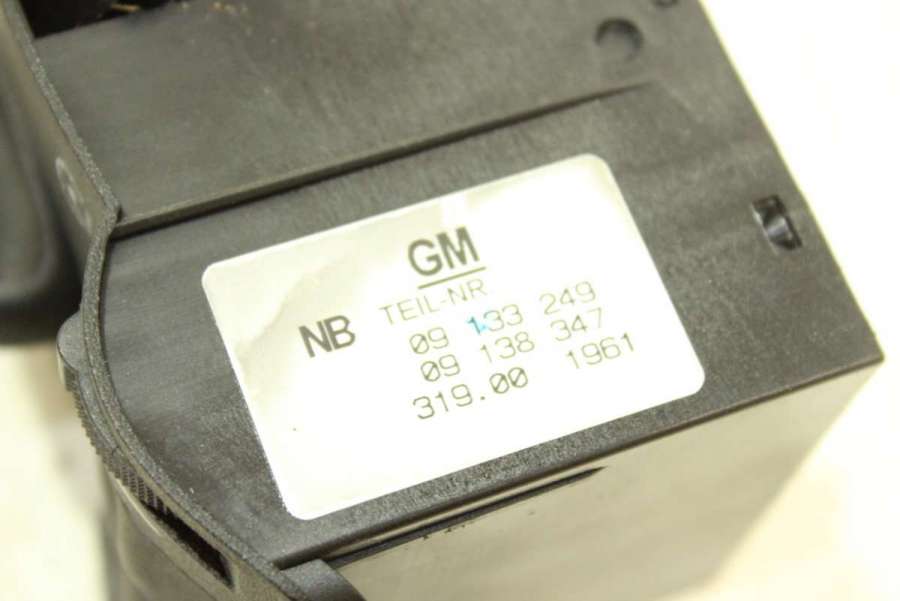 GM
TEIL-NR
NB
09 133 249
09 138 347
319.00 1961